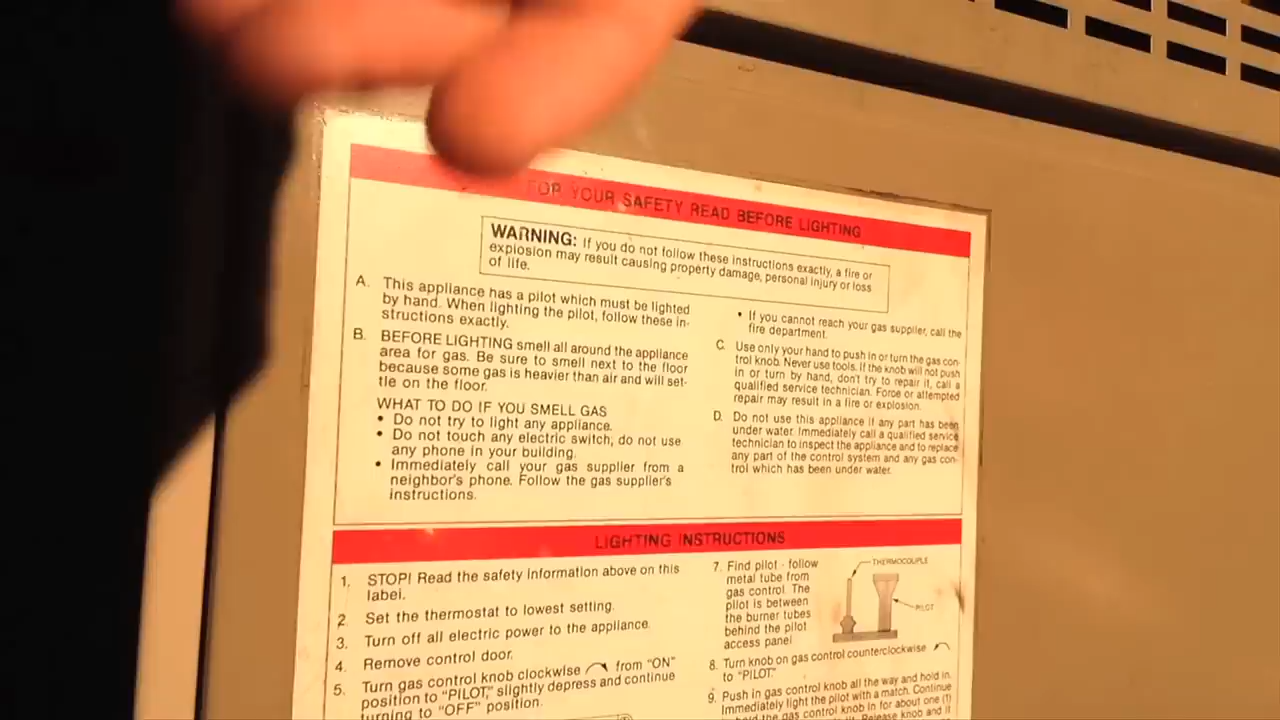 FOR YOUR SAFETY READ BEFORE LIGHTING
WARNING: If you do not follow these instructions exactly, a fire or
explosion may result causing property damage, personal injury or loss
of life.
A. This appliance has a pilot which must be lighted
by hand. When lighting the pilot, follow these in-
structions exactly.
B. BEFORE LIGHTING smell all around the appliance
area for gas. Be sure to smell next to the floor
because some gas is heavier than air and will set-
tle on the floor.
WHAT TO DO IF YOU SMELL GAS
• Do not try to light any appliance.
• Do not touch any electric switch; do not use
any phone in your building.
• Immediately call your gas supplier from a
neighbor's phone. Follow the gas supplier's
instructions.
• If you cannot reach your gas supplier, call the
fire department.
C. Use only your hand to push in or turn the gas con-
trol knob. Never use tools. If the knob will not push
in or turn by hand, don't try to repair it, call a
qualified service technician. Force or attempted
repair may result in a fire or explosion.
D. Do not use this appliance if any part has been
under water. Immediately call a qualified service
technician to inspect the appliance and to replace
any part of the control system and any gas con-
trol which has been under water.
LIGHTING INSTRUCTIONS
1. STOP! Read the safety information above on this
label.
2. Set the thermostat to lowest setting.
3. Turn off all electric power to the appliance.
4. Remove control door.
5. Turn gas control knob clockwise from "ON"
position to "PILOT," slightly depress and continue
turning to "OFF" position.
7. Find pilot - follow
metal tube from
gas control. The
pilot is between
the burner tubes
behind the pilot
access panel
THERMOCOUPLE
PILOT
8. Turn knob on gas control counterclockwise
to "PILOT."
9. Push in gas control knob all the way and hold in.
Immediately light the pilot with a match. Continue
hold the gas control knob in for about one (1)
Release knob and it